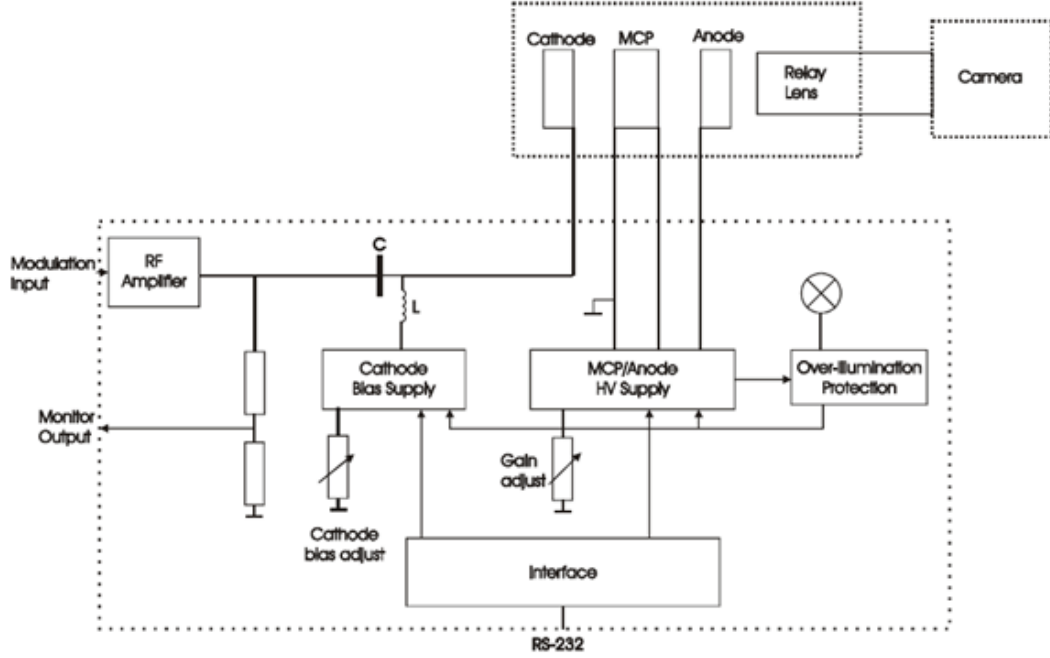 Cathode
MCP
Anode
Relay
Lens
Camera
Modulation
Input
RF
Amplifier
C
L
Cathode
Bias Supply
MCP/Anode
HV Supply
Over-Illumination
Protection
Monitor
Output
Gain
adjust
Cathode
bias adjust
Interface
RS-232